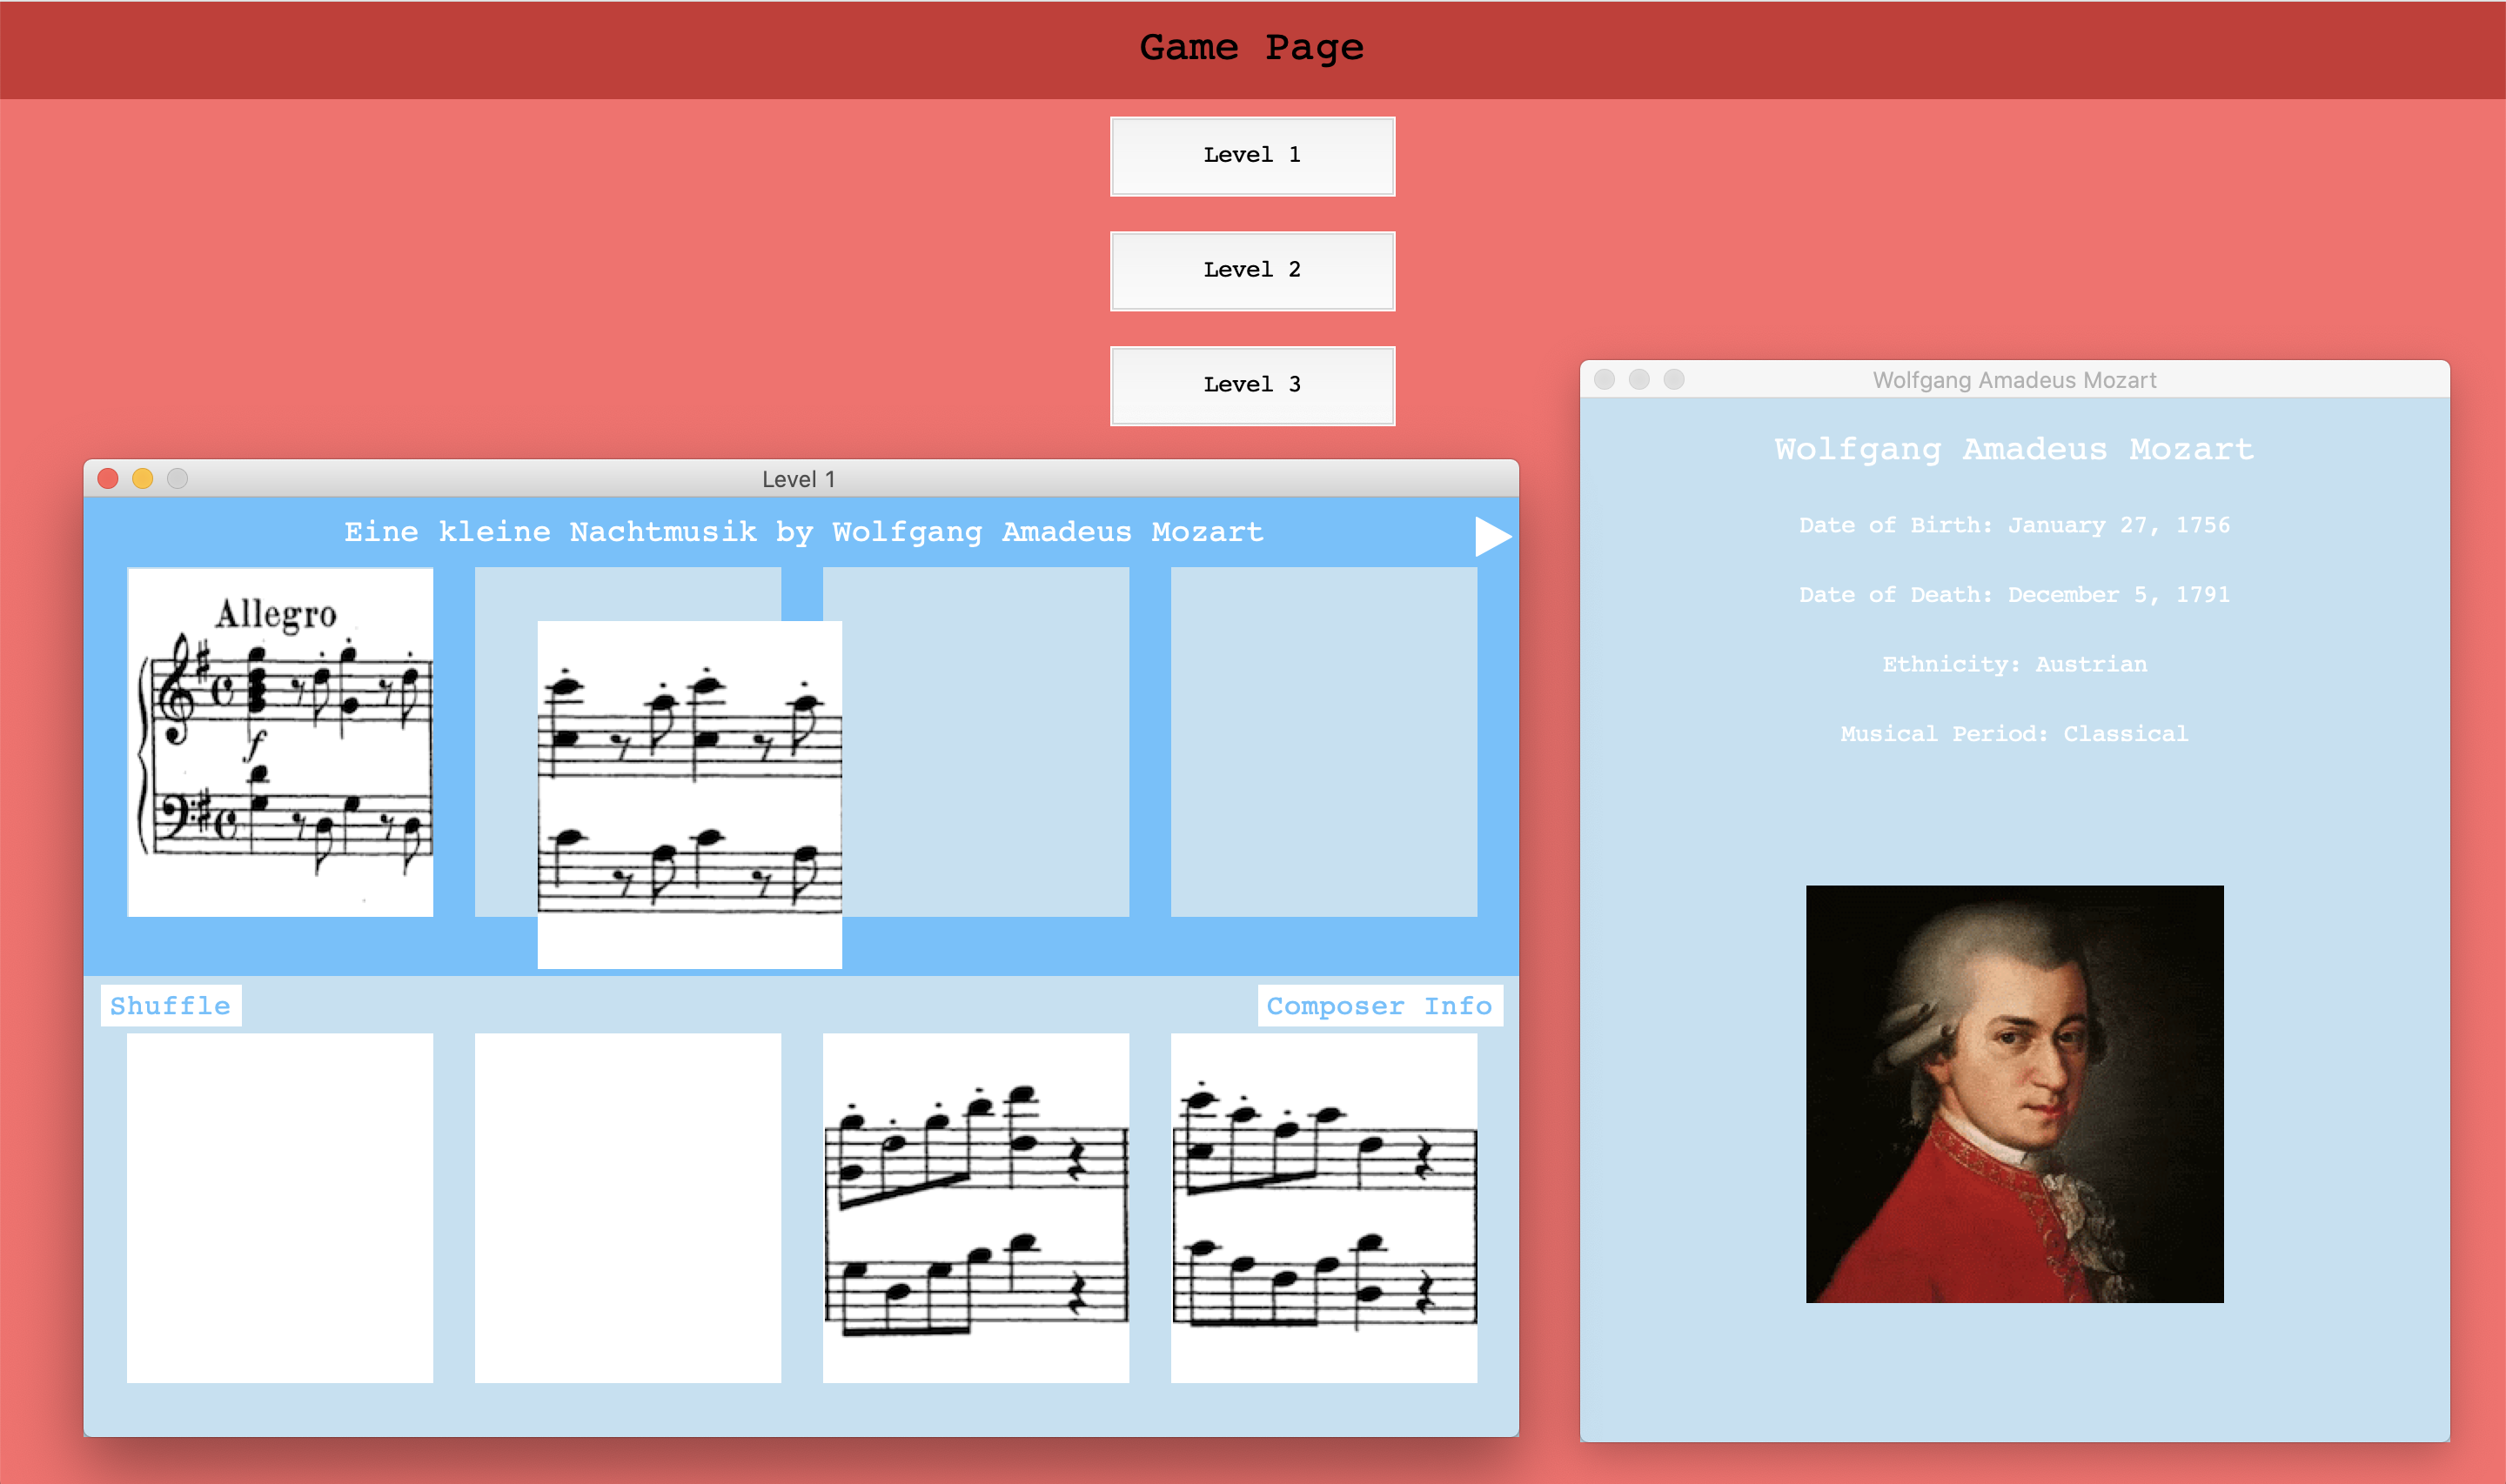 Game Page
Level 1
Level 2
Level 3
Level 1
Eine kleine Nachtmusik by Wolfgang Amadeus Mozart
Allegro
f
Shuffle
Composer Info
Wolfgang Amadeus Mozart
Wolfgang Amadeus Mozart
Date of Birth: January 27, 1756
Date of Death: December 5, 1791
Ethnicity: Austrian
Musical Period: Classical